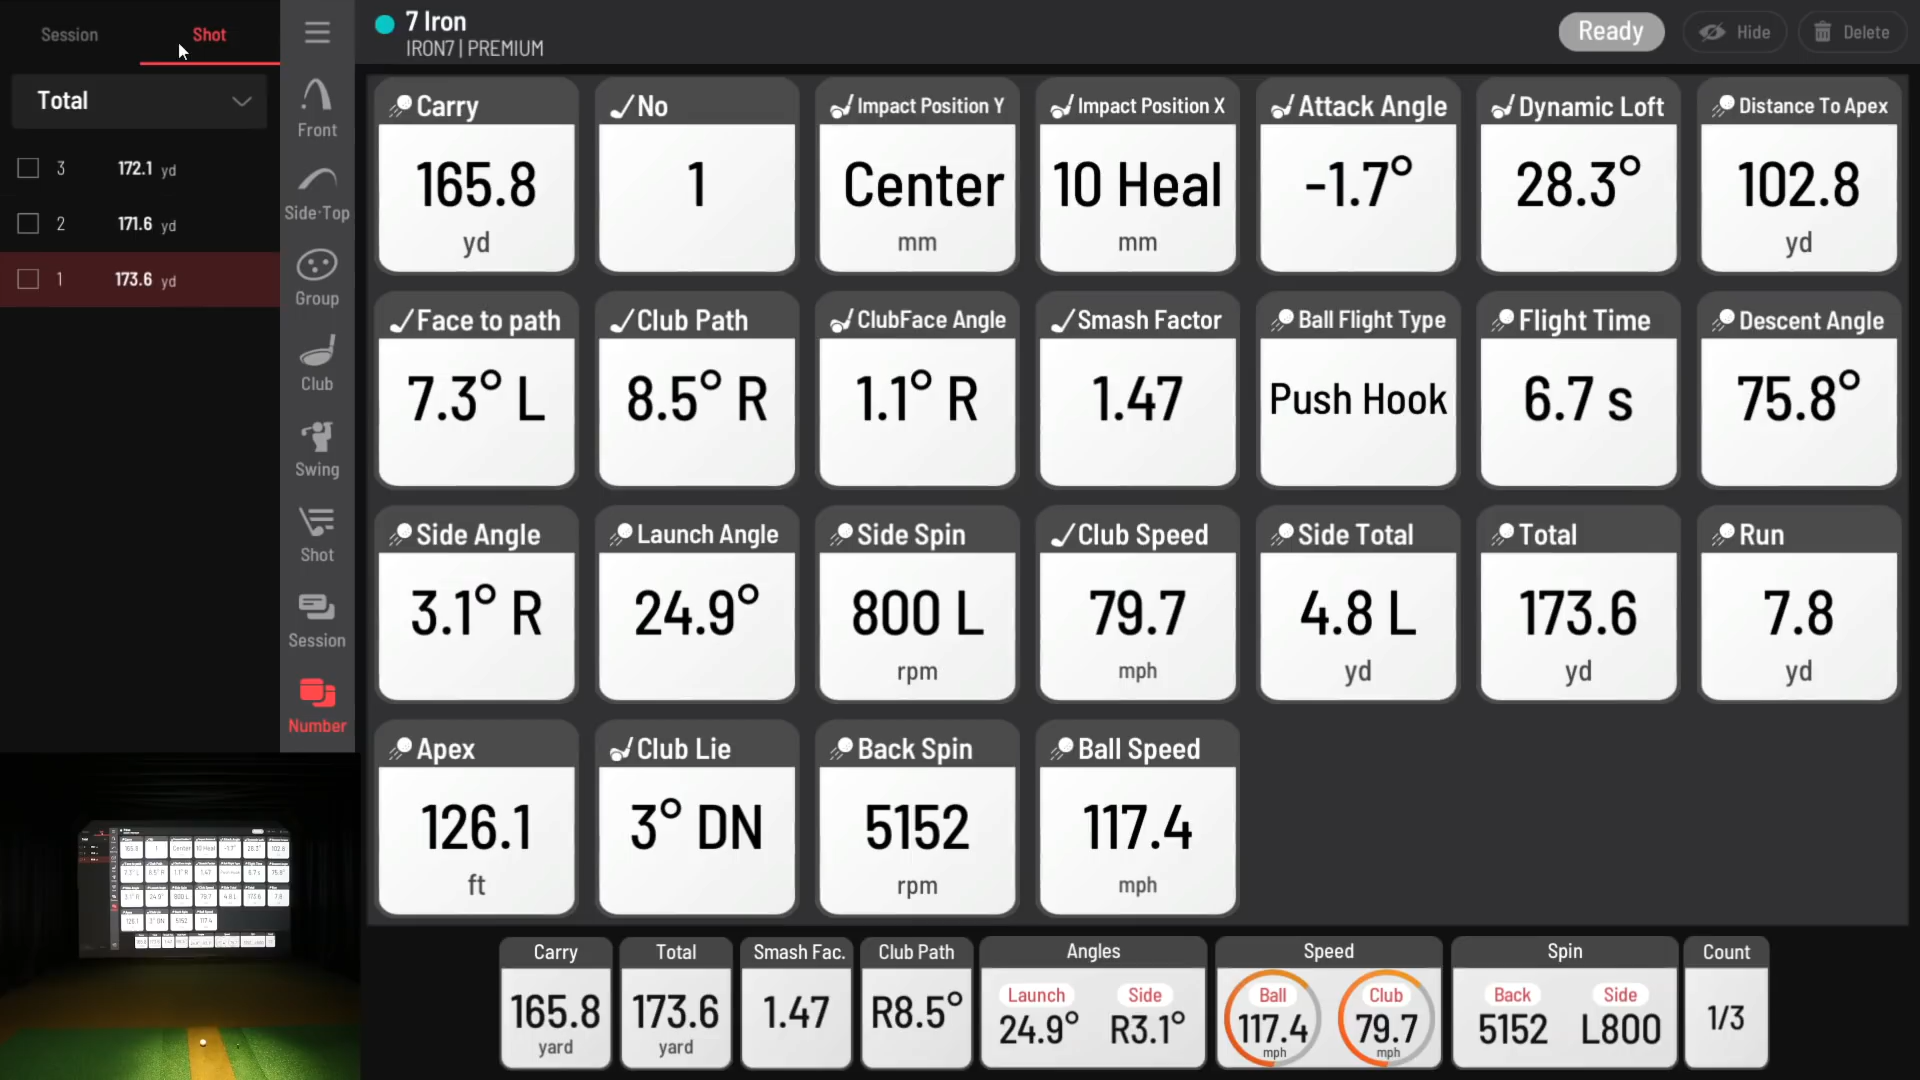 Session
Shot
Total
3 172.1 yd
2 171.6 yd
1 173.6 yd
Front
Side·Top
Group
Club
Swing
Shot
Session
Number
7 Iron
IRON7 | PREMIUM
Ready
Hide
Delete
Carry
165.8
yd
No
1
Impact Position Y
Center
mm
Impact Position X
10 Heal
mm
Attack Angle
-1.7°
Dynamic Loft
28.3°
Distance To Apex
102.8
yd
Face to path
7.3° L
Club Path
8.5° R
ClubFace Angle
1.1° R
Smash Factor
1.47
Ball Flight Type
Push Hook
Flight Time
6.7 s
Descent Angle
75.8°
Side Angle
3.1° R
Launch Angle
24.9°
Side Spin
800 L
rpm
Club Speed
79.7
mph
Side Total
4.8 L
yd
Total
173.6
yd
Run
7.8
yd
Apex
126.1
ft
Club Lie
3° DN
Back Spin
5152
rpm
Ball Speed
117.4
mph
Carry
165.8
yard
Total
173.6
yard
Smash Fac.
1.47
Club Path
R8.5°
Angles
Launch
24.9°
Side
R3.1°
Speed
Ball
117.4
mph
Club
79.7
mph
Spin
Back
5152
Side
L800
Count
1/3